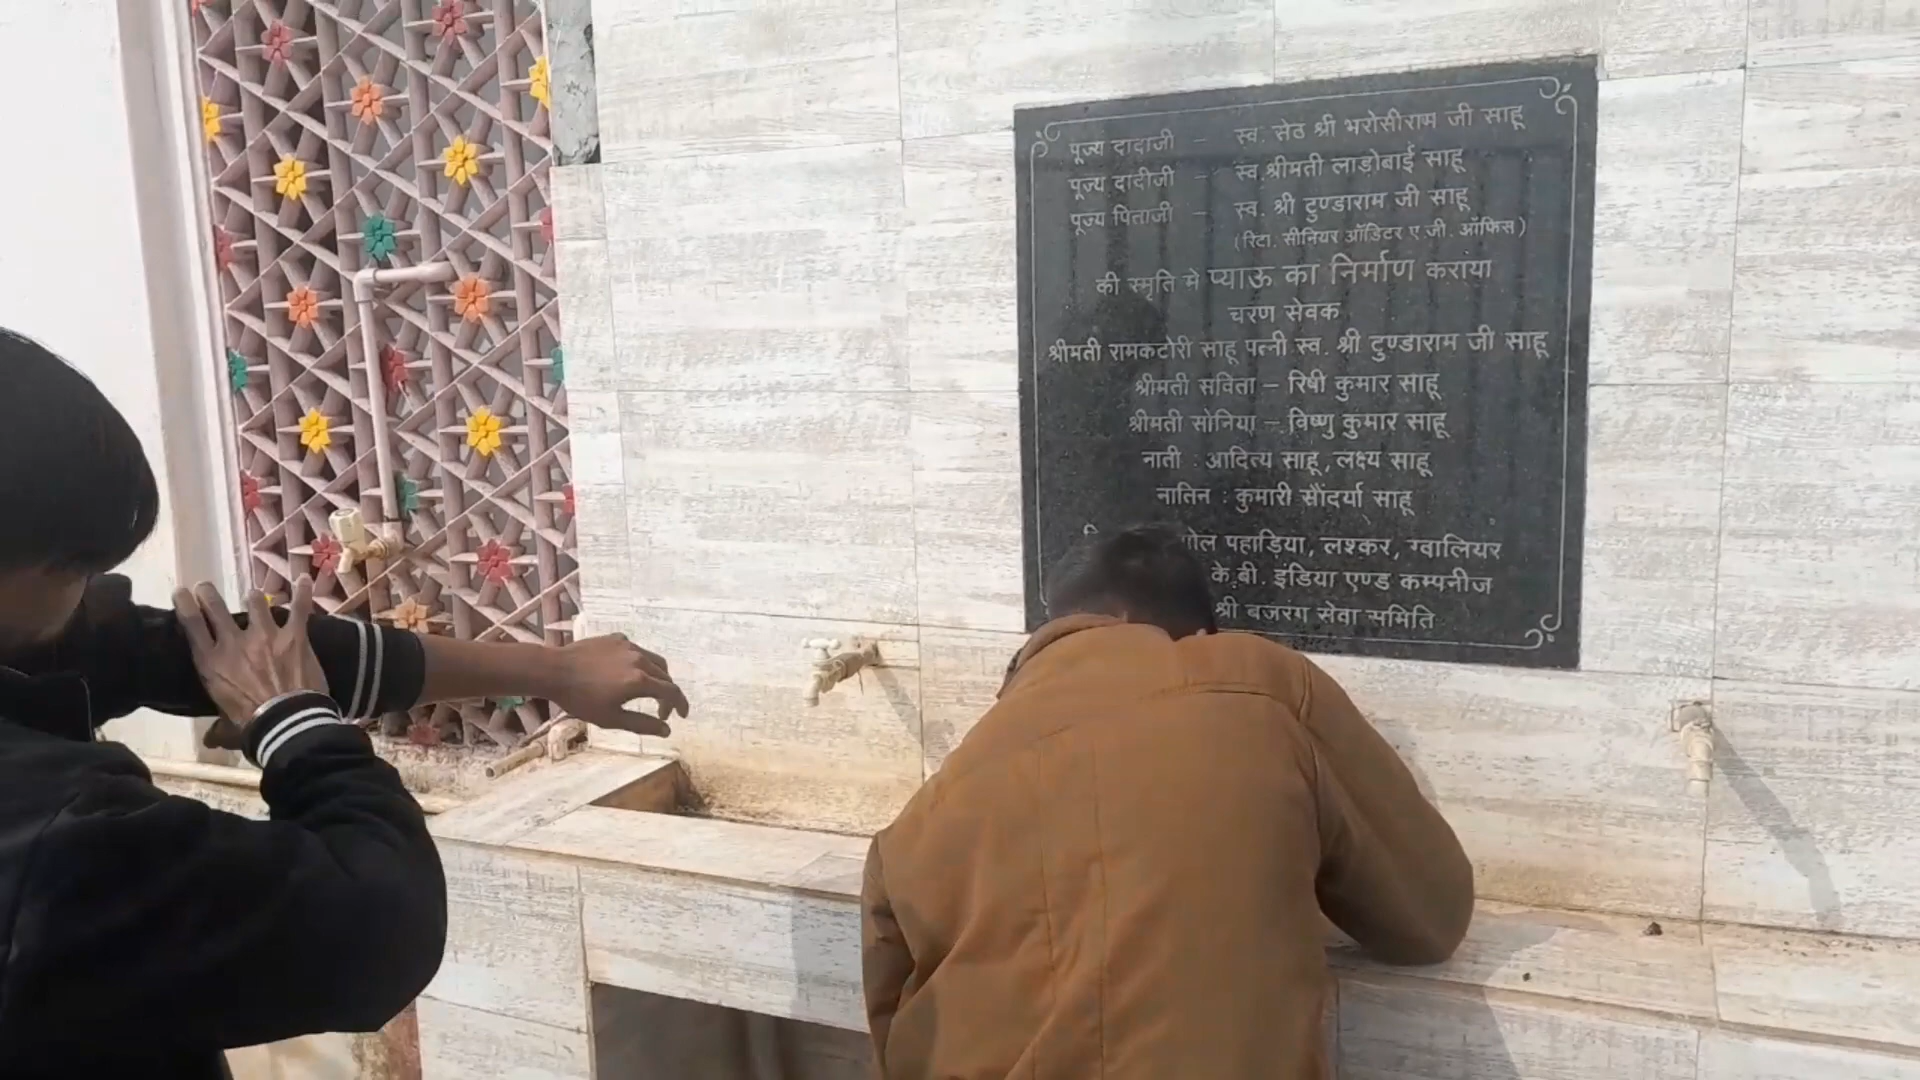 पूज्य दादाजी – स्व. सेठ श्री भरोसीराम जी साहू
पूज्य दादीजी – स्व.श्रीमती लाड़ोबाई साहू
पूज्य पिताजी – स्व. श्री टुण्डाराम जी साहू
(रिटा. सीनियर ऑडिटर ए.जी. ऑफिस)
की स्मृति मे प्याऊ का निर्माण कराया
चरण सेवक
श्रीमती रामकटोरी साहू पत्नी स्व. श्री टुण्डाराम जी साहू
श्रीमती सविता – रिषी कुमार साहू
श्रीमती सोनिया – विष्णु कुमार साहू
नाती : आदित्य साहू, लक्ष्य साहू
नातिन : कुमारी सौंदर्या साहू
पहाड़िया, लश्कर, ग्वालियर
के.बी. इंडिया एण्ड कम्पनीज
श्री बजरंग सेवा समिति